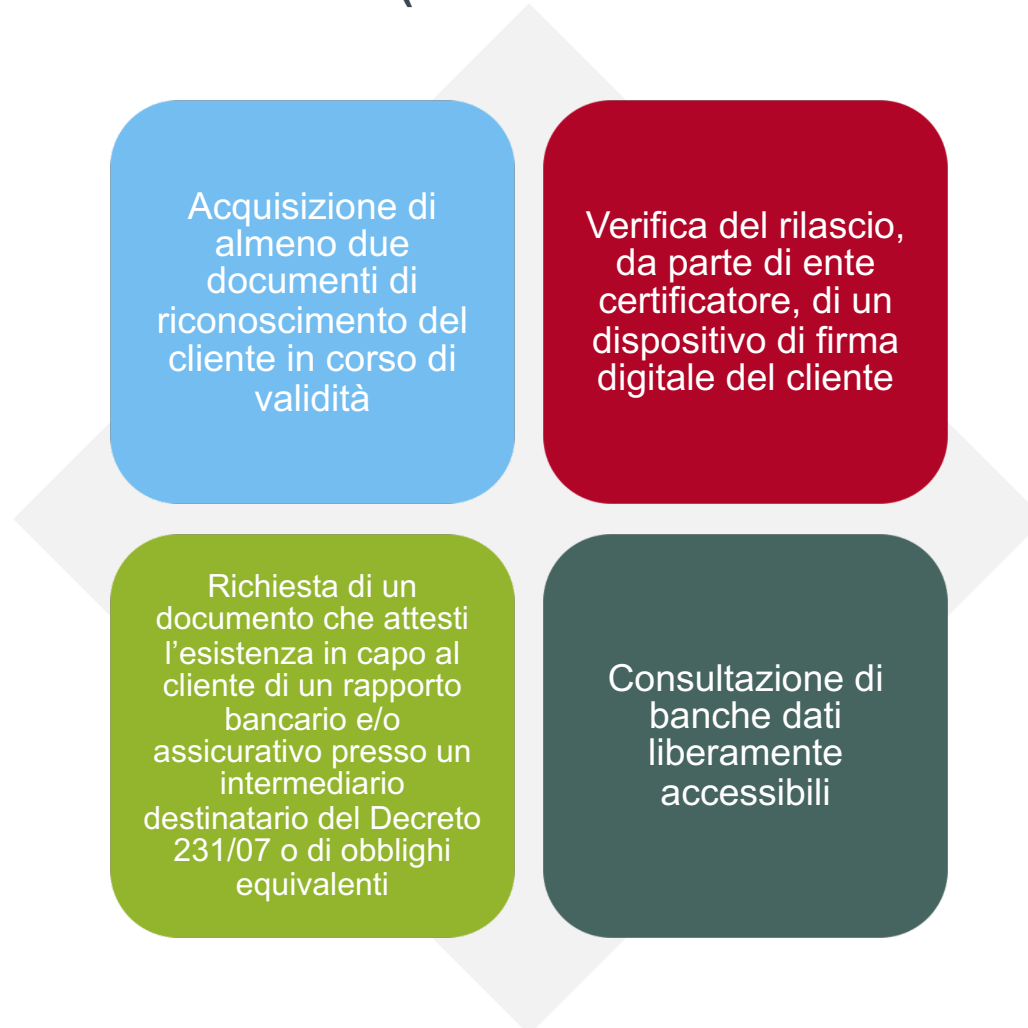 Acquisizione di
almeno due
documenti di
riconoscimento del
cliente in corso di
validità
Verifica del rilascio,
da parte di ente
certificatore, di un
dispositivo di firma
digitale del cliente
Richiesta di un
documento che attesti
l’esistenza in capo al
cliente di un rapporto
bancario e/o
assicurativo presso un
intermediario
destinatario del Decreto
231/07 o di obblighi
equivalenti
Consultazione di
banche dati
liberamente
accessibili